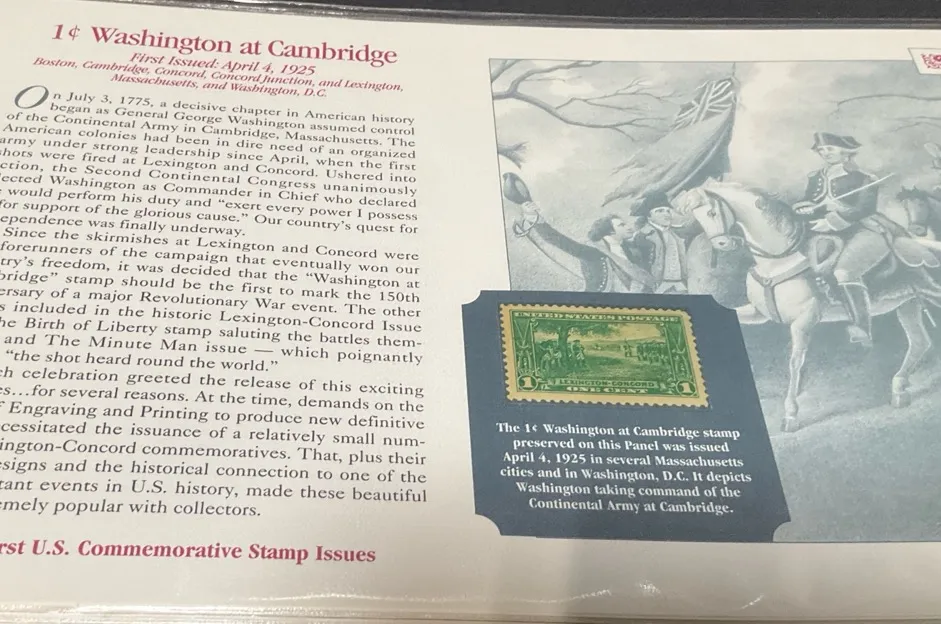 1¢ Washington at Cambridge
First Issued: April 4, 1925
Boston, Cambridge, Concord, Concord Junction, and Lexington,
Massachusetts, and Washington, D.C.
On July 3, 1775, a decisive chapter in American history
began as General George Washington assumed control
of the Continental Army in Cambridge, Massachusetts. The
American colonies had been in dire need of an organized
army under strong leadership since April, when the first
shots were fired at Lexington and Concord. Ushered into
ction, the Second Continental Congress unanimously
lected Washington as Commander in Chief who declared
would perform his duty and “exert every power I possess
for support of the glorious cause.” Our country’s quest for
ependence was finally underway.
Since the skirmishes at Lexington and Concord were
forerunners of the campaign that eventually won our
try’s freedom, it was decided that the “Washington at
bridge” stamp should be the first to mark the 150th
ersary of a major Revolutionary War event. The other
s included in the historic Lexington-Concord Issue
he Birth of Liberty stamp saluting the battles them-
and The Minute Man issue — which poignantly
“the shot heard round the world.”
ch celebration greeted the release of this exciting
es...for several reasons. At the time, demands on the
f Engraving and Printing to produce new definitive
cessitated the issuance of a relatively small num-
ington-Concord commemoratives. That, plus their
esigns and the historical connection to one of the
tant events in U.S. history, made these beautiful
emely popular with collectors.
rst U.S. Commemorative Stamp Issues
UNITED STATES POSTAGE
1 LEXINGTON-CONCORD 1
ONE CENT
The 1¢ Washington at Cambridge stamp
preserved on this Panel was issued
April 4, 1925 in several Massachusetts
cities and in Washington, D.C. It depicts
Washington taking command of the
Continental Army at Cambridge.